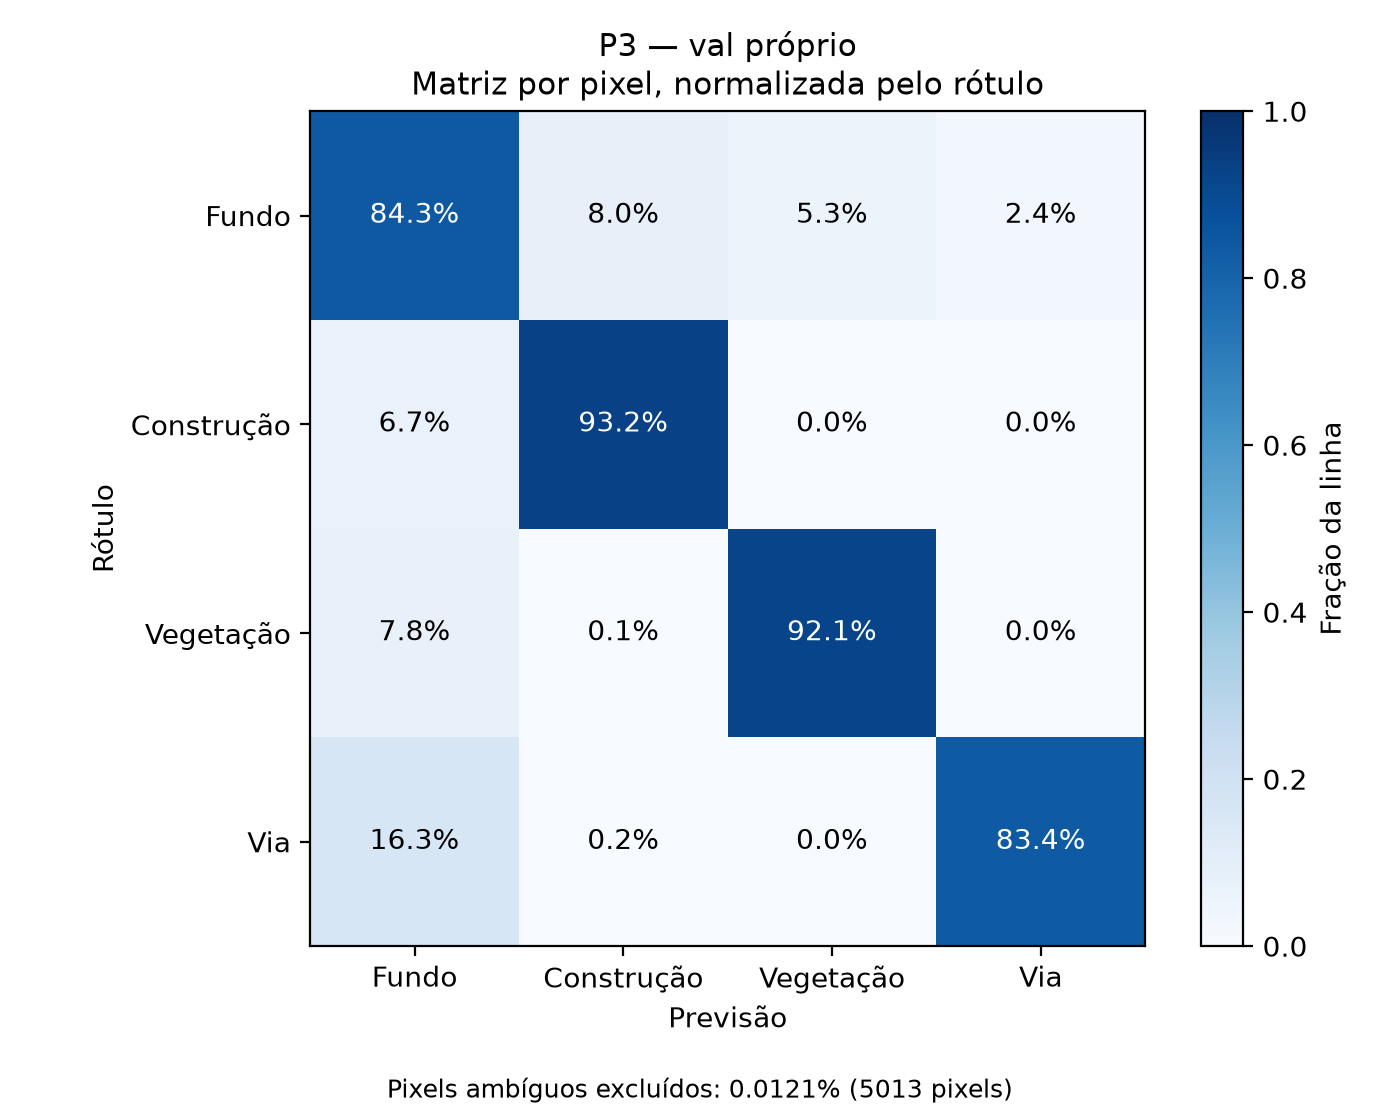 P3 — val próprio
Matriz por pixel, normalizada pelo rótulo
Fundo 84.3% 8.0% 5.3% 2.4%
Construção 6.7% 93.2% 0.0% 0.0%
Vegetação 7.8% 0.1% 92.1% 0.0%
Via 16.3% 0.2% 0.0% 83.4%
Rótulo
Fundo Construção Vegetação Via
Previsão
1.0
0.8
0.6
0.4
0.2
0.0
Fração da linha
Pixels ambíguos excluídos: 0.0121% (5013 pixels)